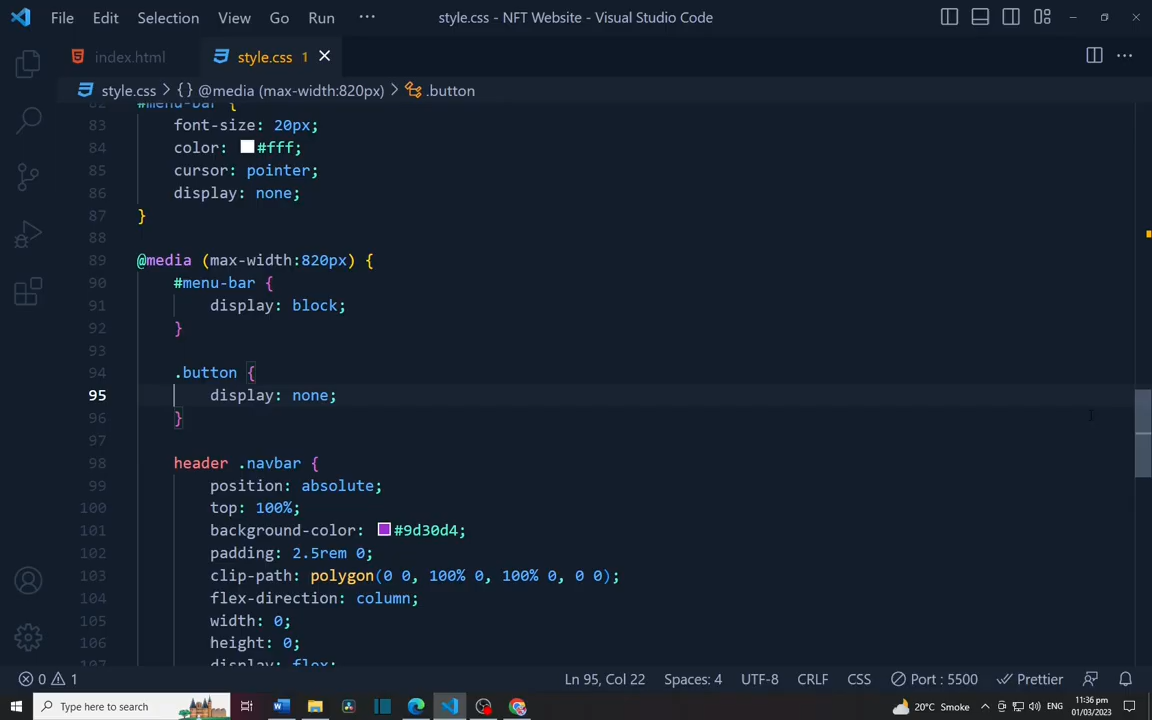 File Edit Selection View Go Run ··· style.css - NFT Website - Visual Studio Code
index.html style.css 1
style.css > {} @media (max-width:820px) > .button
82 #menu-bar {
83 font-size: 20px;
84 color: #fff;
85 cursor: pointer;
86 display: none;
87 }
88
89 @media (max-width:820px) {
90 #menu-bar {
91 display: block;
92 }
93
94 .button {
95 display: none;
96 }
97
98 header .navbar {
99 position: absolute;
100 top: 100%;
101 background-color: #9d30d4;
102 padding: 2.5rem 0;
103 clip-path: polygon(0 0, 100% 0, 100% 0, 0 0);
104 flex-direction: column;
105 width: 0;
106 height: 0;
107 display: flex;
0 1 Ln 95, Col 22 Spaces: 4 UTF-8 CRLF CSS Port : 5500 Prettier
Type here to search 20°C Smoke 11:36 pm
01/03/2023